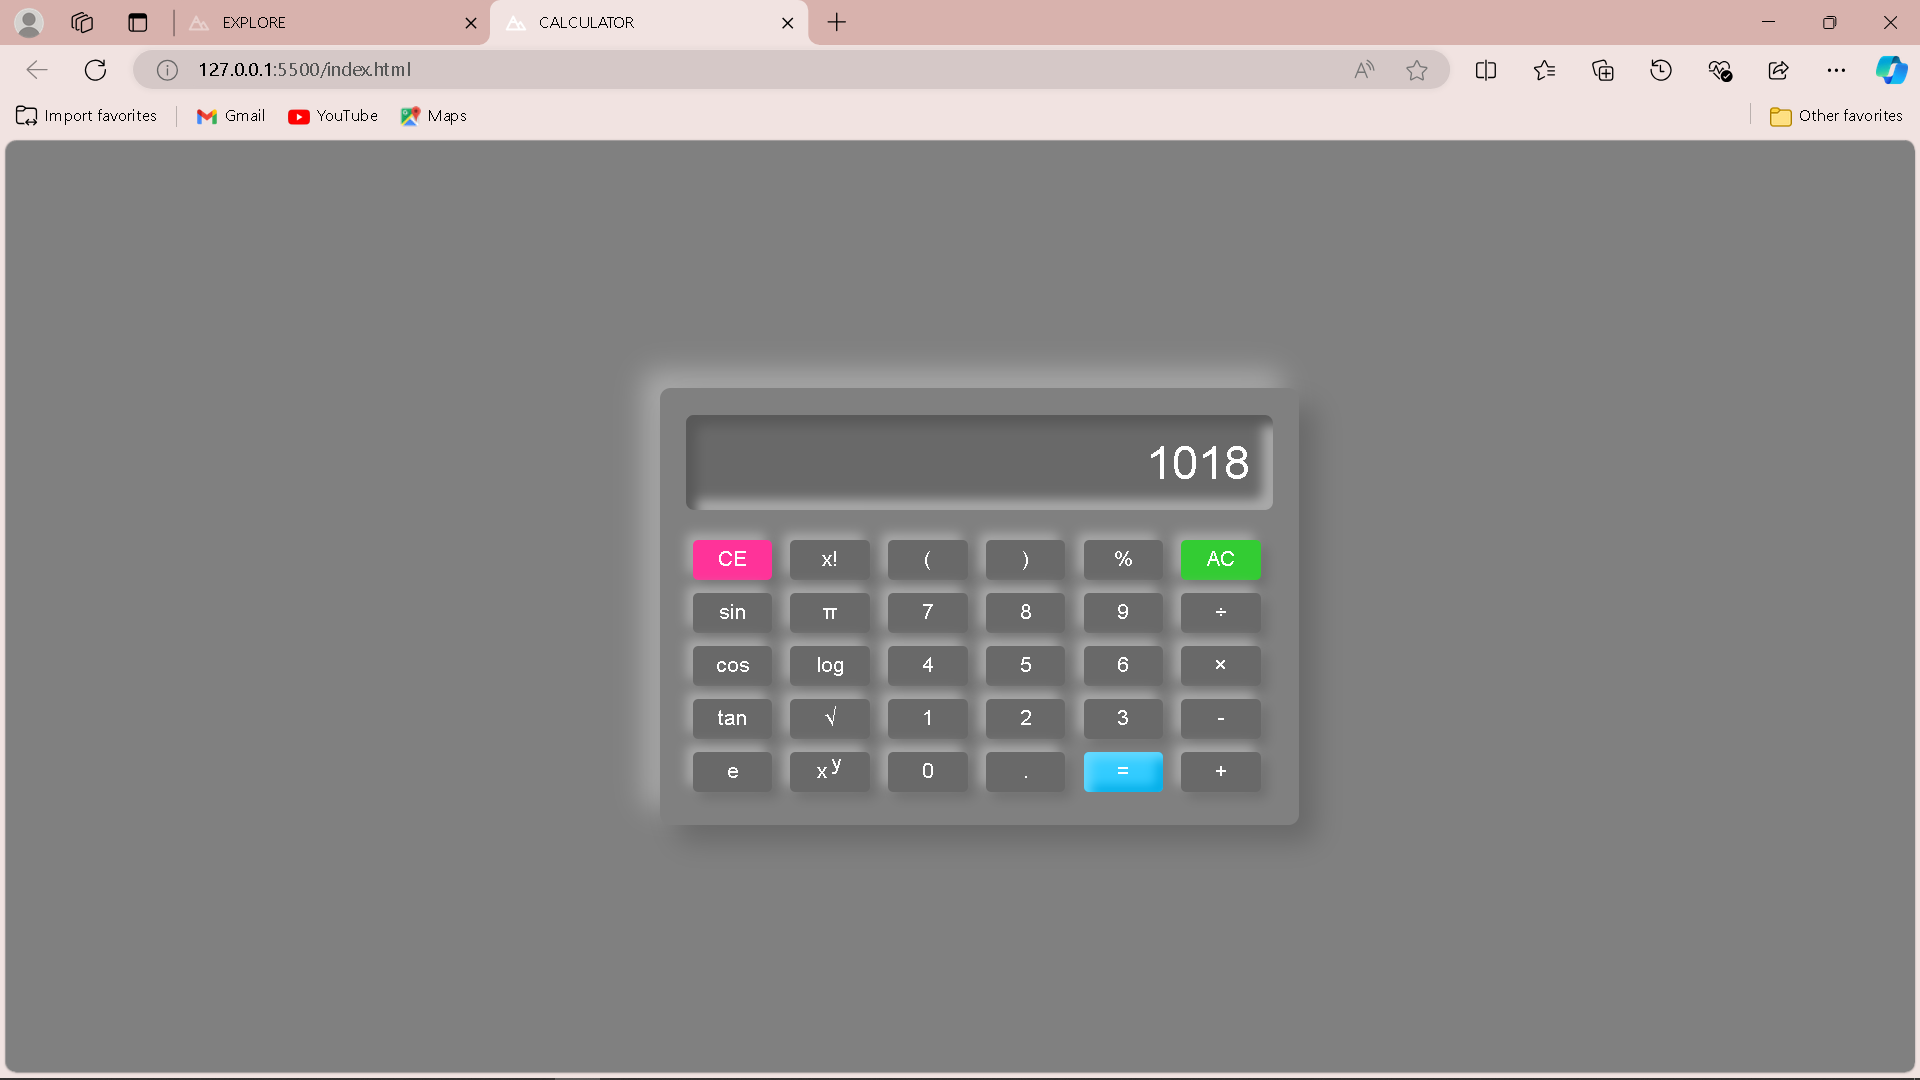 EXPLORE
CALCULATOR
127.0.0.1:5500/index.html
Import favorites
Gmail
YouTube
Maps
Other favorites
1018
CE x! ( ) % AC
sin π 7 8 9 ÷
cos log 4 5 6 ×
tan √ 1 2 3 -
e x y 0 . = +